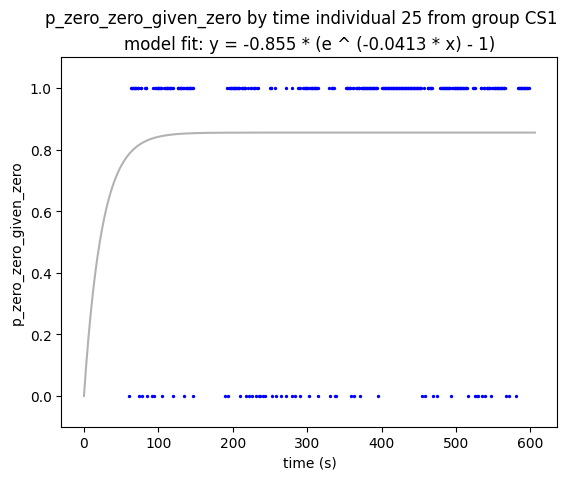 p_zero_zero_given_zero by time individual 25 from group CS1
model fit: y = -0.855 * (e ^ (-0.0413 * x) - 1)
1.0
0.8
0.6
0.4
0.2
0.0
p_zero_zero_given_zero
0 100 200 300 400 500 600
time (s)